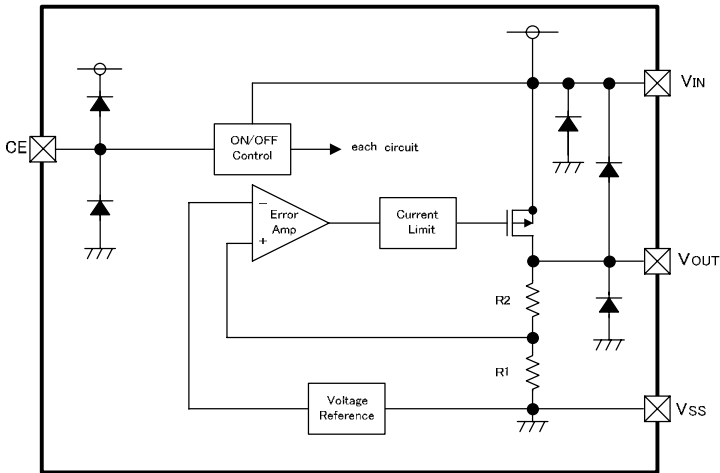 VIN
CE
ON/OFF
Control
each circuit
−
Error
Amp
+
Current
Limit
VOUT
R2
R1
Voltage
Reference
VSS